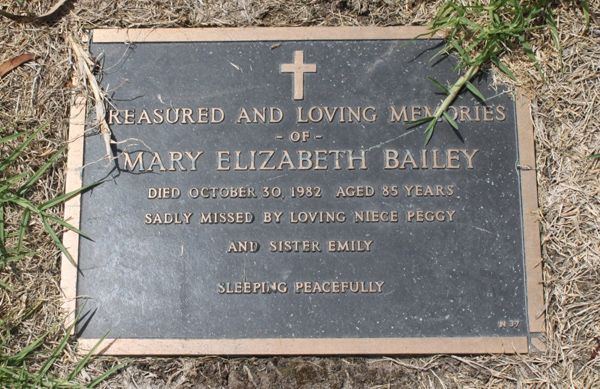 TREASURED AND LOVING MEMORIES
- OF -
MARY ELIZABETH BAILEY
DIED OCTOBER 30, 1982 AGED 85 YEARS
SADLY MISSED BY LOVING NIECE PEGGY
AND SISTER EMILY
SLEEPING PEACEFULLY